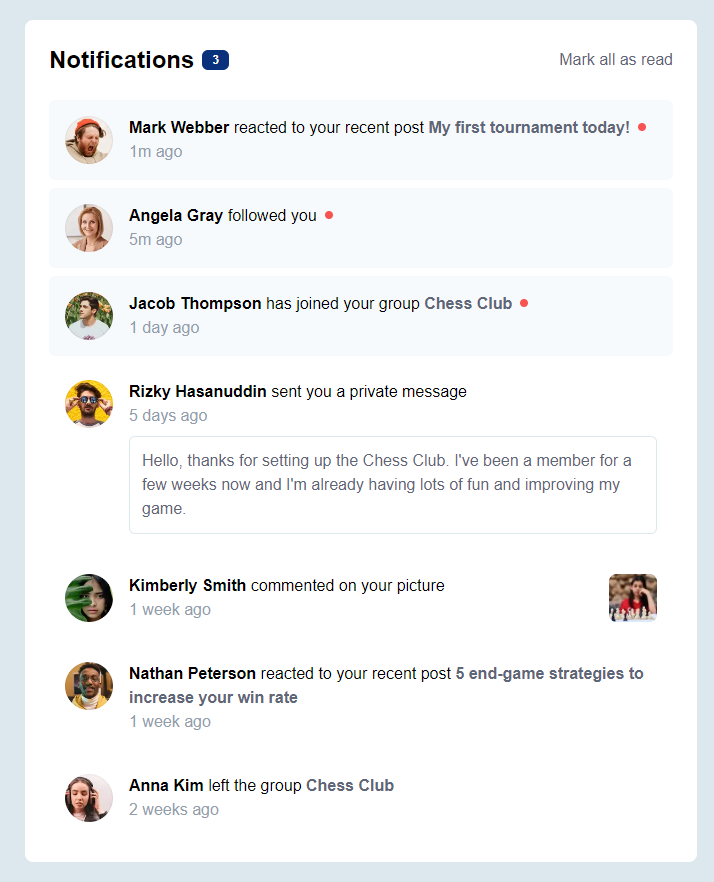 Notifications 3
Mark all as read
Mark Webber reacted to your recent post My first tournament today!
1m ago
Angela Gray followed you
5m ago
Jacob Thompson has joined your group Chess Club
1 day ago
Rizky Hasanuddin sent you a private message
5 days ago
Hello, thanks for setting up the Chess Club. I've been a member for a
few weeks now and I'm already having lots of fun and improving my
game.
Kimberly Smith commented on your picture
1 week ago
Nathan Peterson reacted to your recent post 5 end-game strategies to
increase your win rate
1 week ago
Anna Kim left the group Chess Club
2 weeks ago